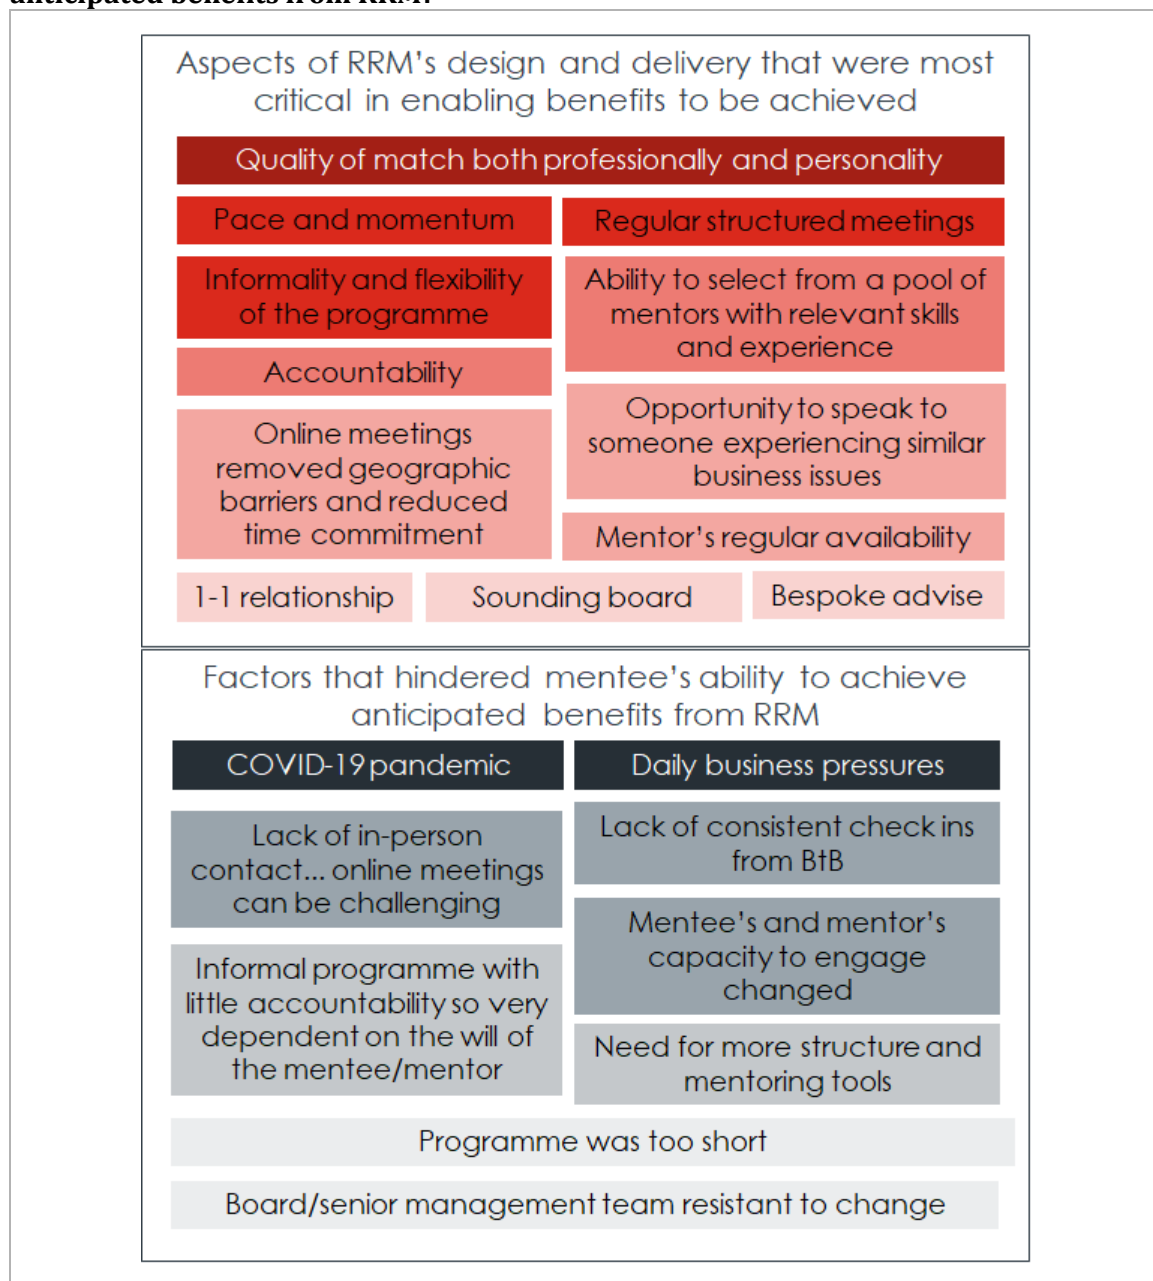 anticipated benefits from RRM.
Aspects of RRM's design and delivery that were most
critical in enabling benefits to be achieved
Quality of match both professionally and personality
Pace and momentum
Regular structured meetings
Informality and flexibility
of the programme
Ability to select from a pool of
mentors with relevant skills
and experience
Accountability
Online meetings
removed geographic
barriers and reduced
time commitment
Opportunity to speak to
someone experiencing similar
business issues
Mentor's regular availability
1-1 relationship
Sounding board
Bespoke advise
Factors that hindered mentee's ability to achieve
anticipated benefits from RRM
COVID-19 pandemic
Daily business pressures
Lack of in-person
contact... online meetings
can be challenging
Lack of consistent check ins
from BtB
Mentee's and mentor's
capacity to engage
changed
Informal programme with
little accountability so very
dependent on the will of
the mentee/mentor
Need for more structure and
mentoring tools
Programme was too short
Board/senior management team resistant to change